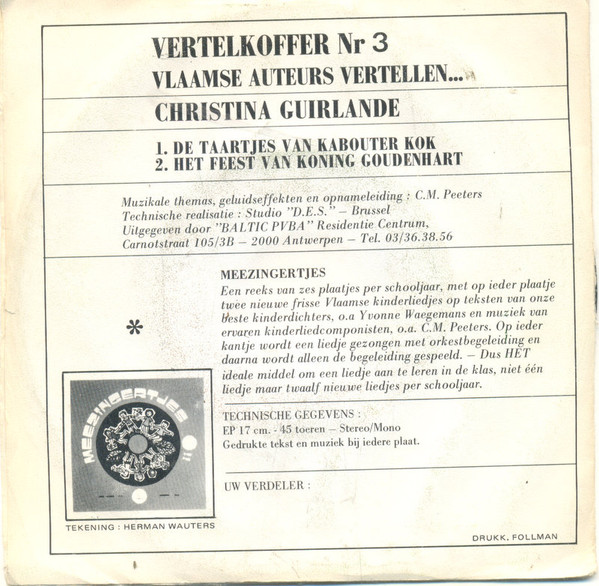 VERTELKOFFER Nr 3
VLAAMSE AUTEURS VERTELLEN...
CHRISTINA GUIRLANDE
1. DE TAARTJES VAN KABOUTER KOK
2. HET FEEST VAN KONING GOUDENHART
Muzikale themas, geluidseffekten en opnameleiding : C.M. Peeters
Technische realisatie : Studio "D.E.S." – Brussel
Uitgegeven door "BALTIC PVBA" Residentie Centrum,
Carnotstraat 105/3B – 2000 Antwerpen – Tel. 03/36.38.56
MEEZINGERTJES
Een reeks van zes plaatjes per schooljaar, met op ieder plaatje
twee nieuwe frisse Vlaamse kinderliedjes op teksten van onze
beste kinderdichters, o.a Yvonne Waegemans en muziek van
ervaren kinderliedcomponisten, o.a. C.M. Peeters. Op ieder
kantje wordt een liedje gezongen met orkestbegeleiding en
daarna wordt alleen de begeleiding gespeeld. – Dus HÉT
ideale middel om een liedje aan te leren in de klas, niet één
liedje maar twaalf nieuwe liedjes per schooljaar.
*
MEEZINGERTJES
TECHNISCHE GEGEVENS :
EP 17 cm. - 45 toeren – Stereo/Mono
Gedrukte tekst en muziek bij iedere plaat.
UW VERDELER :
TEKENING : HERMAN WAUTERS
DRUKK. FOLLMAN